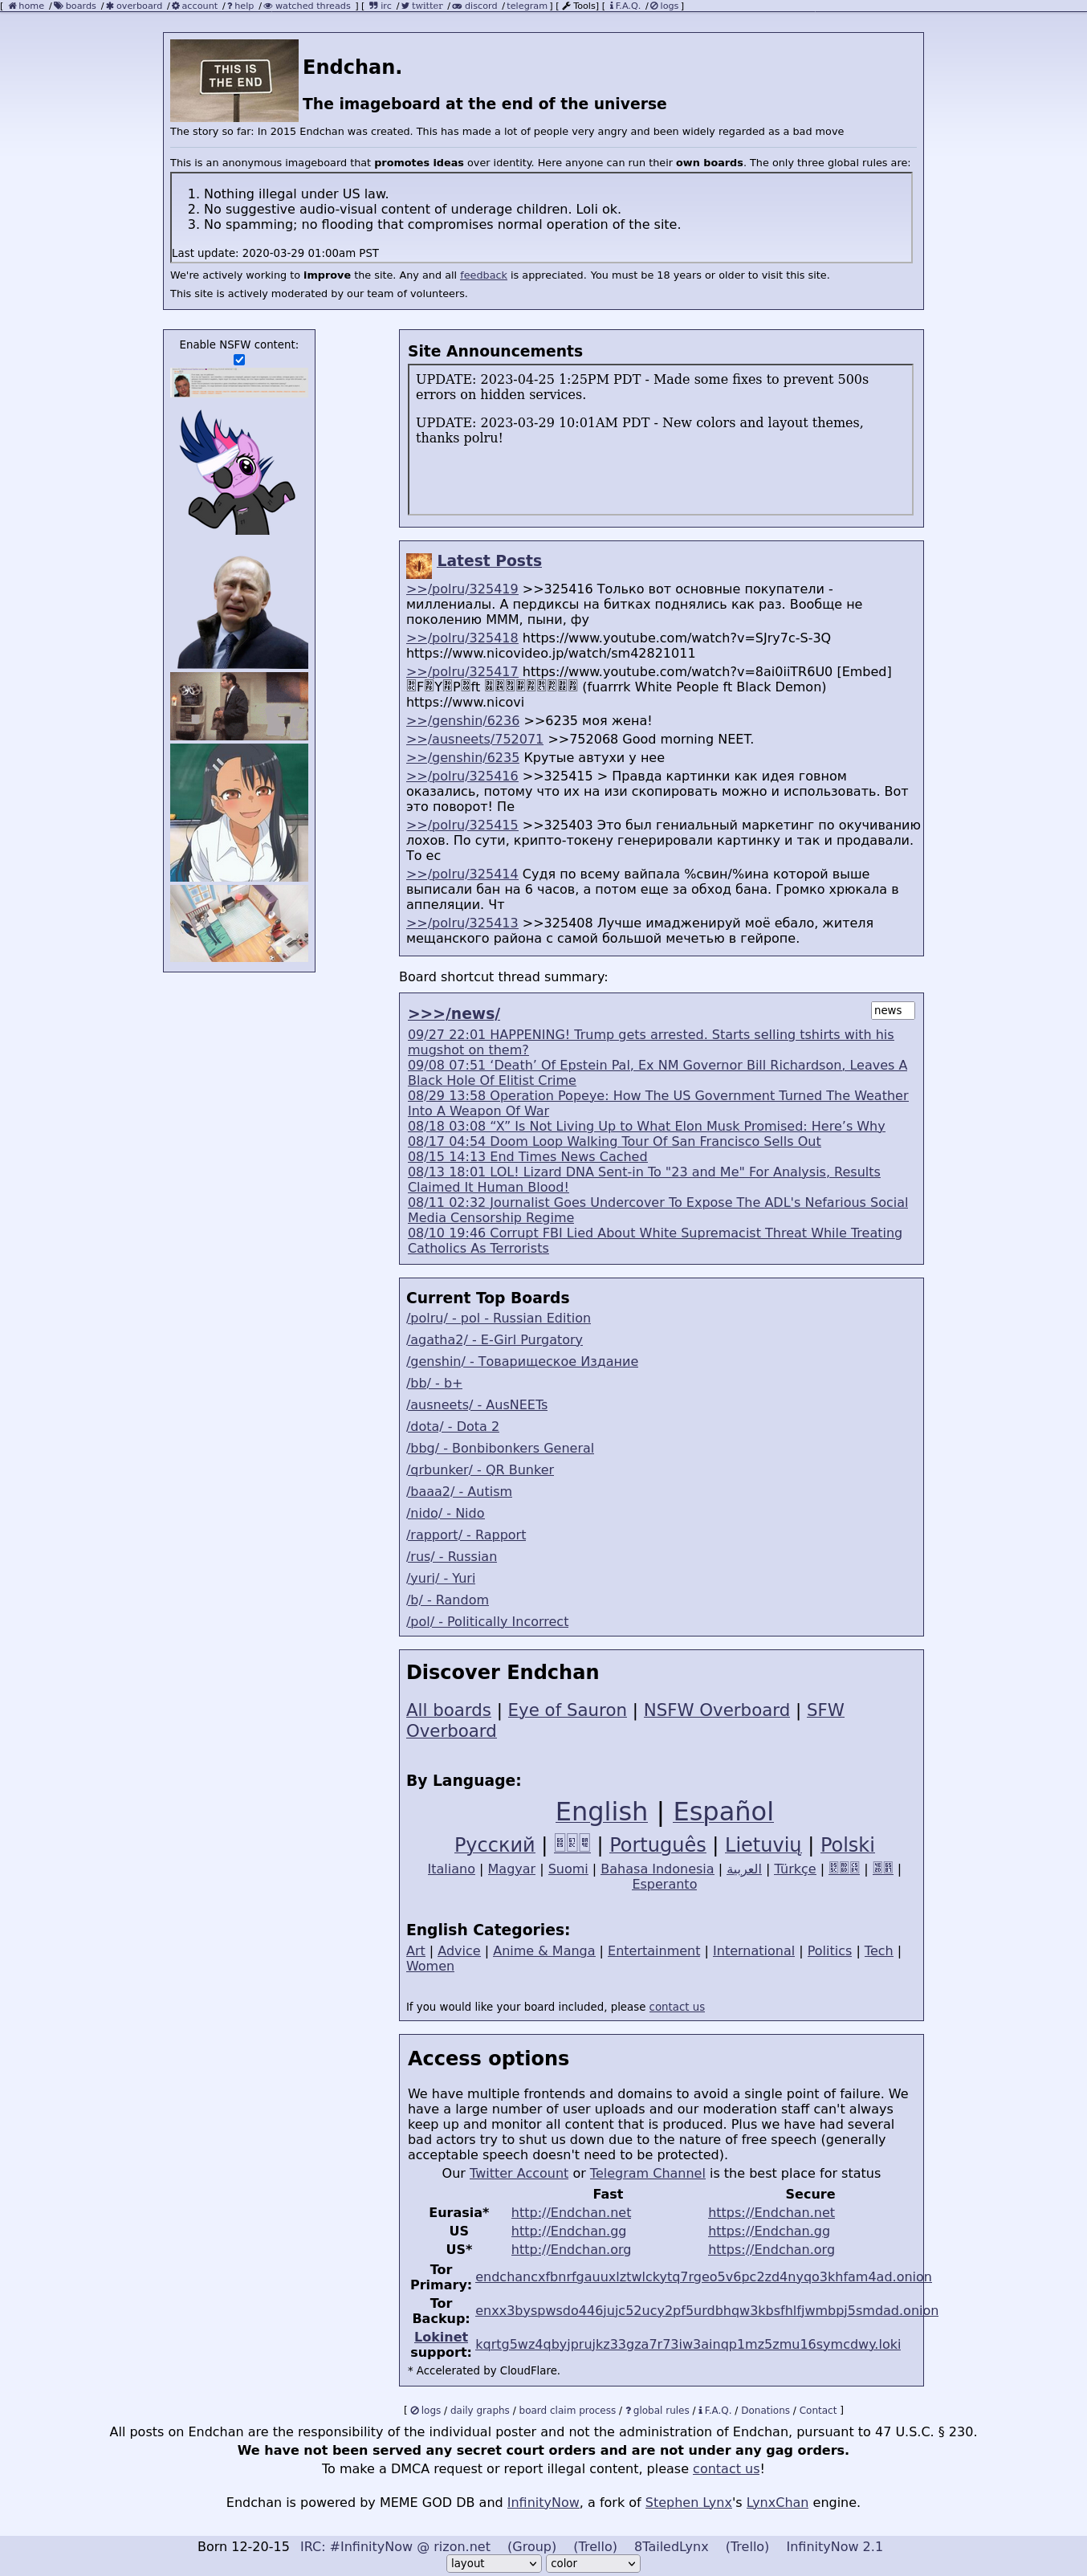 [ home / boards / overboard / account / help / watched threads ] [ irc / twitter / discord / telegram ] [ Tools] [ F.A.Q. / logs ]
THIS IS
THE END
Endchan.
The imageboard at the end of the universe
The story so far: In 2015 Endchan was created. This has made a lot of people very angry and been widely regarded as a bad move
This is an anonymous imageboard that promotes ideas over identity. Here anyone can run their own boards. The only three global rules are:
1. Nothing illegal under US law.
2. No suggestive audio-visual content of underage children. Loli ok.
3. No spamming; no flooding that compromises normal operation of the site.
Last update: 2020-03-29 01:00am PST
We're actively working to improve the site. Any and all feedback is appreciated. You must be 18 years or older to visit this site.
This site is actively moderated by our team of volunteers.
Enable NSFW content:
Site Announcements
UPDATE: 2023-04-25 1:25PM PDT - Made some fixes to prevent 500s
errors on hidden services.
UPDATE: 2023-03-29 10:01AM PDT - New colors and layout themes,
thanks polru!
Latest Posts
>>/polru/325419 >>325416 Только вот основные покупатели -
миллениалы. А пердиксы на битках поднялись как раз. Вообще не
поколению МММ, пыни, фу
>>/polru/325418 https://www.youtube.com/watch?v=SJry7c-S-3Q
https://www.nicovideo.jp/watch/sm42821011
>>/polru/325417 https://www.youtube.com/watch?v=8ai0iiTR6U0 [Embed]
F Y P ft (fuarrrk White People ft Black Demon)
https://www.nicovi
>>/genshin/6236 >>6235 моя жена!
>>/ausneets/752071 >>752068 Good morning NEET.
>>/genshin/6235 Крутые автухи у нее
>>/polru/325416 >>325415 > Правда картинки как идея говном
оказались, потому что их на изи скопировать можно и использовать. Вот
это поворот! Пе
>>/polru/325415 >>325403 Это был гениальный маркетинг по окучиванию
лохов. По сути, крипто-токену генерировали картинку и так и продавали.
То ес
>>/polru/325414 Судя по всему вайпала %свин/%ина которой выше
выписали бан на 6 часов, а потом еще за обход бана. Громко хрюкала в
аппеляции. Чт
>>/polru/325413 >>325408 Лучше имадженируй моё ебало, жителя
мещанского района с самой большой мечетью в гейропе.
Board shortcut thread summary:
>>>/news/
news
09/27 22:01 HAPPENING! Trump gets arrested. Starts selling tshirts with his
mugshot on them?
09/08 07:51 ‘Death’ Of Epstein Pal, Ex NM Governor Bill Richardson, Leaves A
Black Hole Of Elitist Crime
08/29 13:58 Operation Popeye: How The US Government Turned The Weather
Into A Weapon Of War
08/18 03:08 “X” Is Not Living Up to What Elon Musk Promised: Here’s Why
08/17 04:54 Doom Loop Walking Tour Of San Francisco Sells Out
08/15 14:13 End Times News Cached
08/13 18:01 LOL! Lizard DNA Sent-in To "23 and Me" For Analysis, Results
Claimed It Human Blood!
08/11 02:32 Journalist Goes Undercover To Expose The ADL's Nefarious Social
Media Censorship Regime
08/10 19:46 Corrupt FBI Lied About White Supremacist Threat While Treating
Catholics As Terrorists
Current Top Boards
/polru/ - pol - Russian Edition
/agatha2/ - E-Girl Purgatory
/genshin/ - Товарищеское Издание
/bb/ - b+
/ausneets/ - AusNEETs
/dota/ - Dota 2
/bbg/ - Bonbibonkers General
/qrbunker/ - QR Bunker
/baaa2/ - Autism
/nido/ - Nido
/rapport/ - Rapport
/rus/ - Russian
/yuri/ - Yuri
/b/ - Random
/pol/ - Politically Incorrect
Discover Endchan
All boards | Eye of Sauron | NSFW Overboard | SFW
Overboard
By Language:
English | Español
Русский | | Português | Lietuvių | Polski
Italiano | Magyar | Suomi | Bahasa Indonesia | العربية | Türkçe | | |
Esperanto
English Categories:
Art | Advice | Anime & Manga | Entertainment | International | Politics | Tech |
Women
If you would like your board included, please contact us
Access options
We have multiple frontends and domains to avoid a single point of failure. We
have a large number of user uploads and our moderation staff can't always
keep up and monitor all content that is produced. Plus we have had several
bad actors try to shut us down due to the nature of free speech (generally
acceptable speech doesn't need to be protected).
Our Twitter Account or Telegram Channel is the best place for status
Fast Secure
Eurasia* http://Endchan.net https://Endchan.net
US http://Endchan.gg https://Endchan.gg
US* http://Endchan.org https://Endchan.org
Tor
Primary: endchancxfbnrfgauuxlztwlckytq7rgeo5v6pc2zd4nyqo3khfam4ad.onion
Tor
Backup: enxx3byspwsdo446jujc52ucy2pf5urdbhqw3kbsfhlfjwmbpj5smdad.onion
Lokinet
support: kqrtg5wz4qbyjprujkz33gza7r73iw3ainqp1mz5zmu16symcdwy.loki
* Accelerated by CloudFlare.
[ logs / daily graphs / board claim process / global rules / F.A.Q. / Donations / Contact ]
All posts on Endchan are the responsibility of the individual poster and not the administration of Endchan, pursuant to 47 U.S.C. § 230.
We have not been served any secret court orders and are not under any gag orders.
To make a DMCA request or report illegal content, please contact us!
Endchan is powered by MEME GOD DB and InfinityNow, a fork of Stephen Lynx's LynxChan engine.
Born 12-20-15 IRC: #InfinityNow @ rizon.net (Group) (Trello) 8TailedLynx (Trello) InfinityNow 2.1
layout color